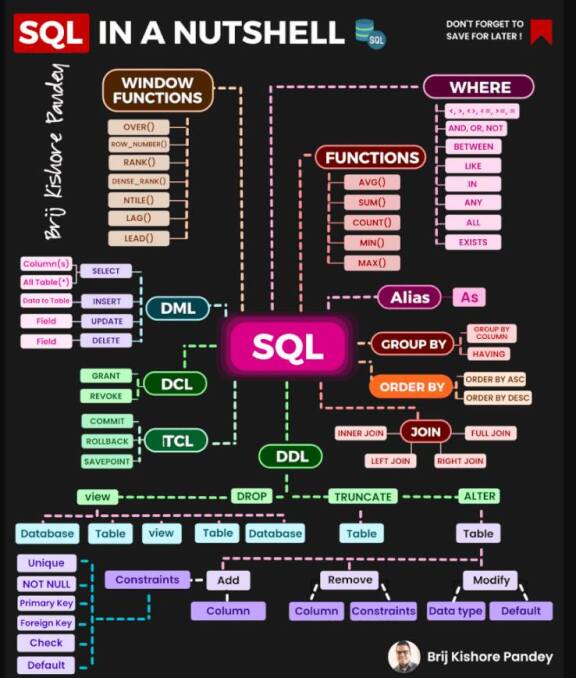 SQL IN A NUTSHELL
SQL
DON'T FORGET TO
SAVE FOR LATER !
Brij Kishore Pandey
WINDOW
FUNCTIONS
OVER()
ROW_NUMBER()
RANK()
DENSE_RANK()
NTILE()
LAG()
LEAD()
FUNCTIONS
AVG()
SUM()
COUNT()
MIN()
MAX()
WHERE
<, >, <>, <=, >=, =
AND, OR, NOT
BETWEEN
LIKE
IN
ANY
ALL
EXISTS
Column(s)
All Table(*)
SELECT
Data to Table
INSERT
Field
UPDATE
Field
DELETE
DML
Alias
As
SQL
GROUP BY
GROUP BY
COLUMN
HAVING
ORDER BY
ORDER BY ASC
ORDER BY DESC
GRANT
REVOKE
DCL
COMMIT
ROLLBACK
SAVEPOINT
TCL
INNER JOIN
JOIN
FULL JOIN
LEFT JOIN
RIGHT JOIN
DDL
view
DROP
TRUNCATE
ALTER
Database
Table
view
Table
Database
Table
Table
Unique
NOT NULL
Primary Key
Foreign Key
Check
Default
Constraints
Add
Column
Remove
Column
Constraints
Modify
Data type
Default
Brij Kishore Pandey